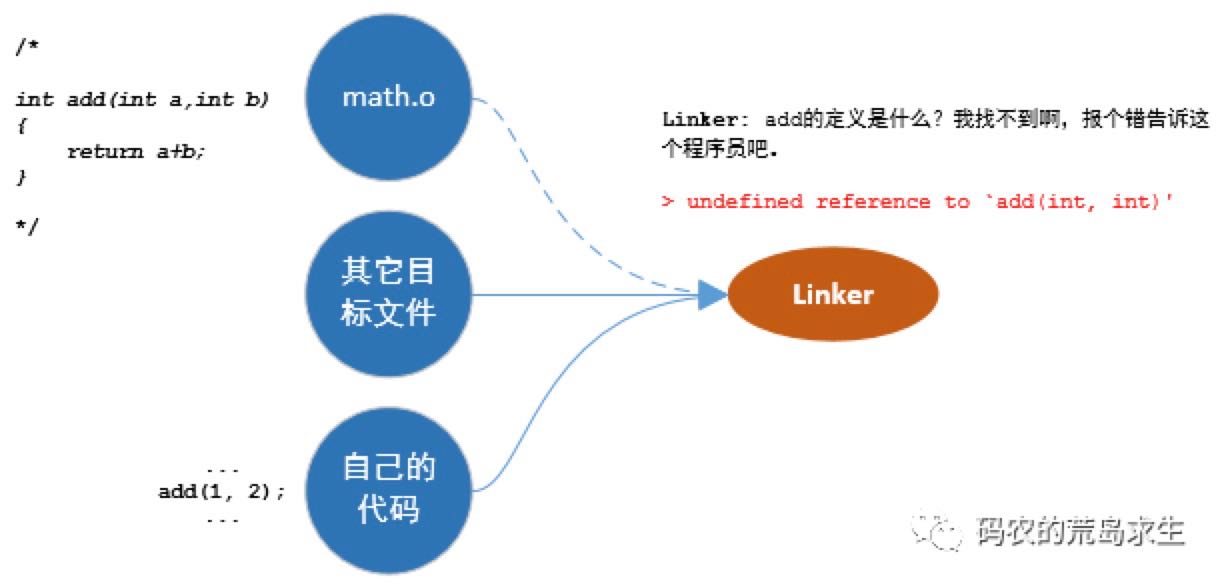 /*
int add(int a,int b)
{
return a+b;
}
*/
math.o
Linker: add的定义是什么？我找不到啊，报个错告诉这
个程序员吧。
> undefined reference to `add(int, int)'
其它目
标文件
Linker
自己的
代码
...
add(1, 2);
...
码农的荒岛求生